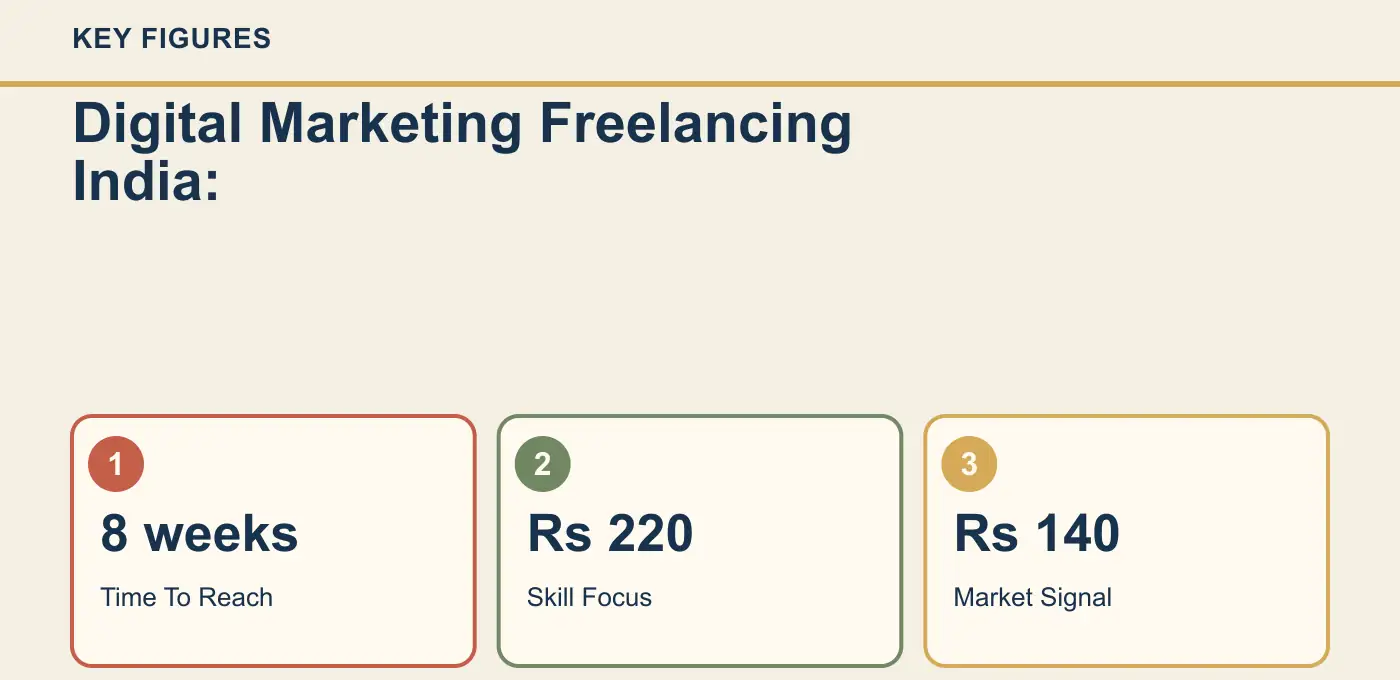 KEY FIGURES
Digital Marketing Freelancing
India:
1
8 weeks
Time To Reach
2
Rs 220
Skill Focus
3
Rs 140
Market Signal